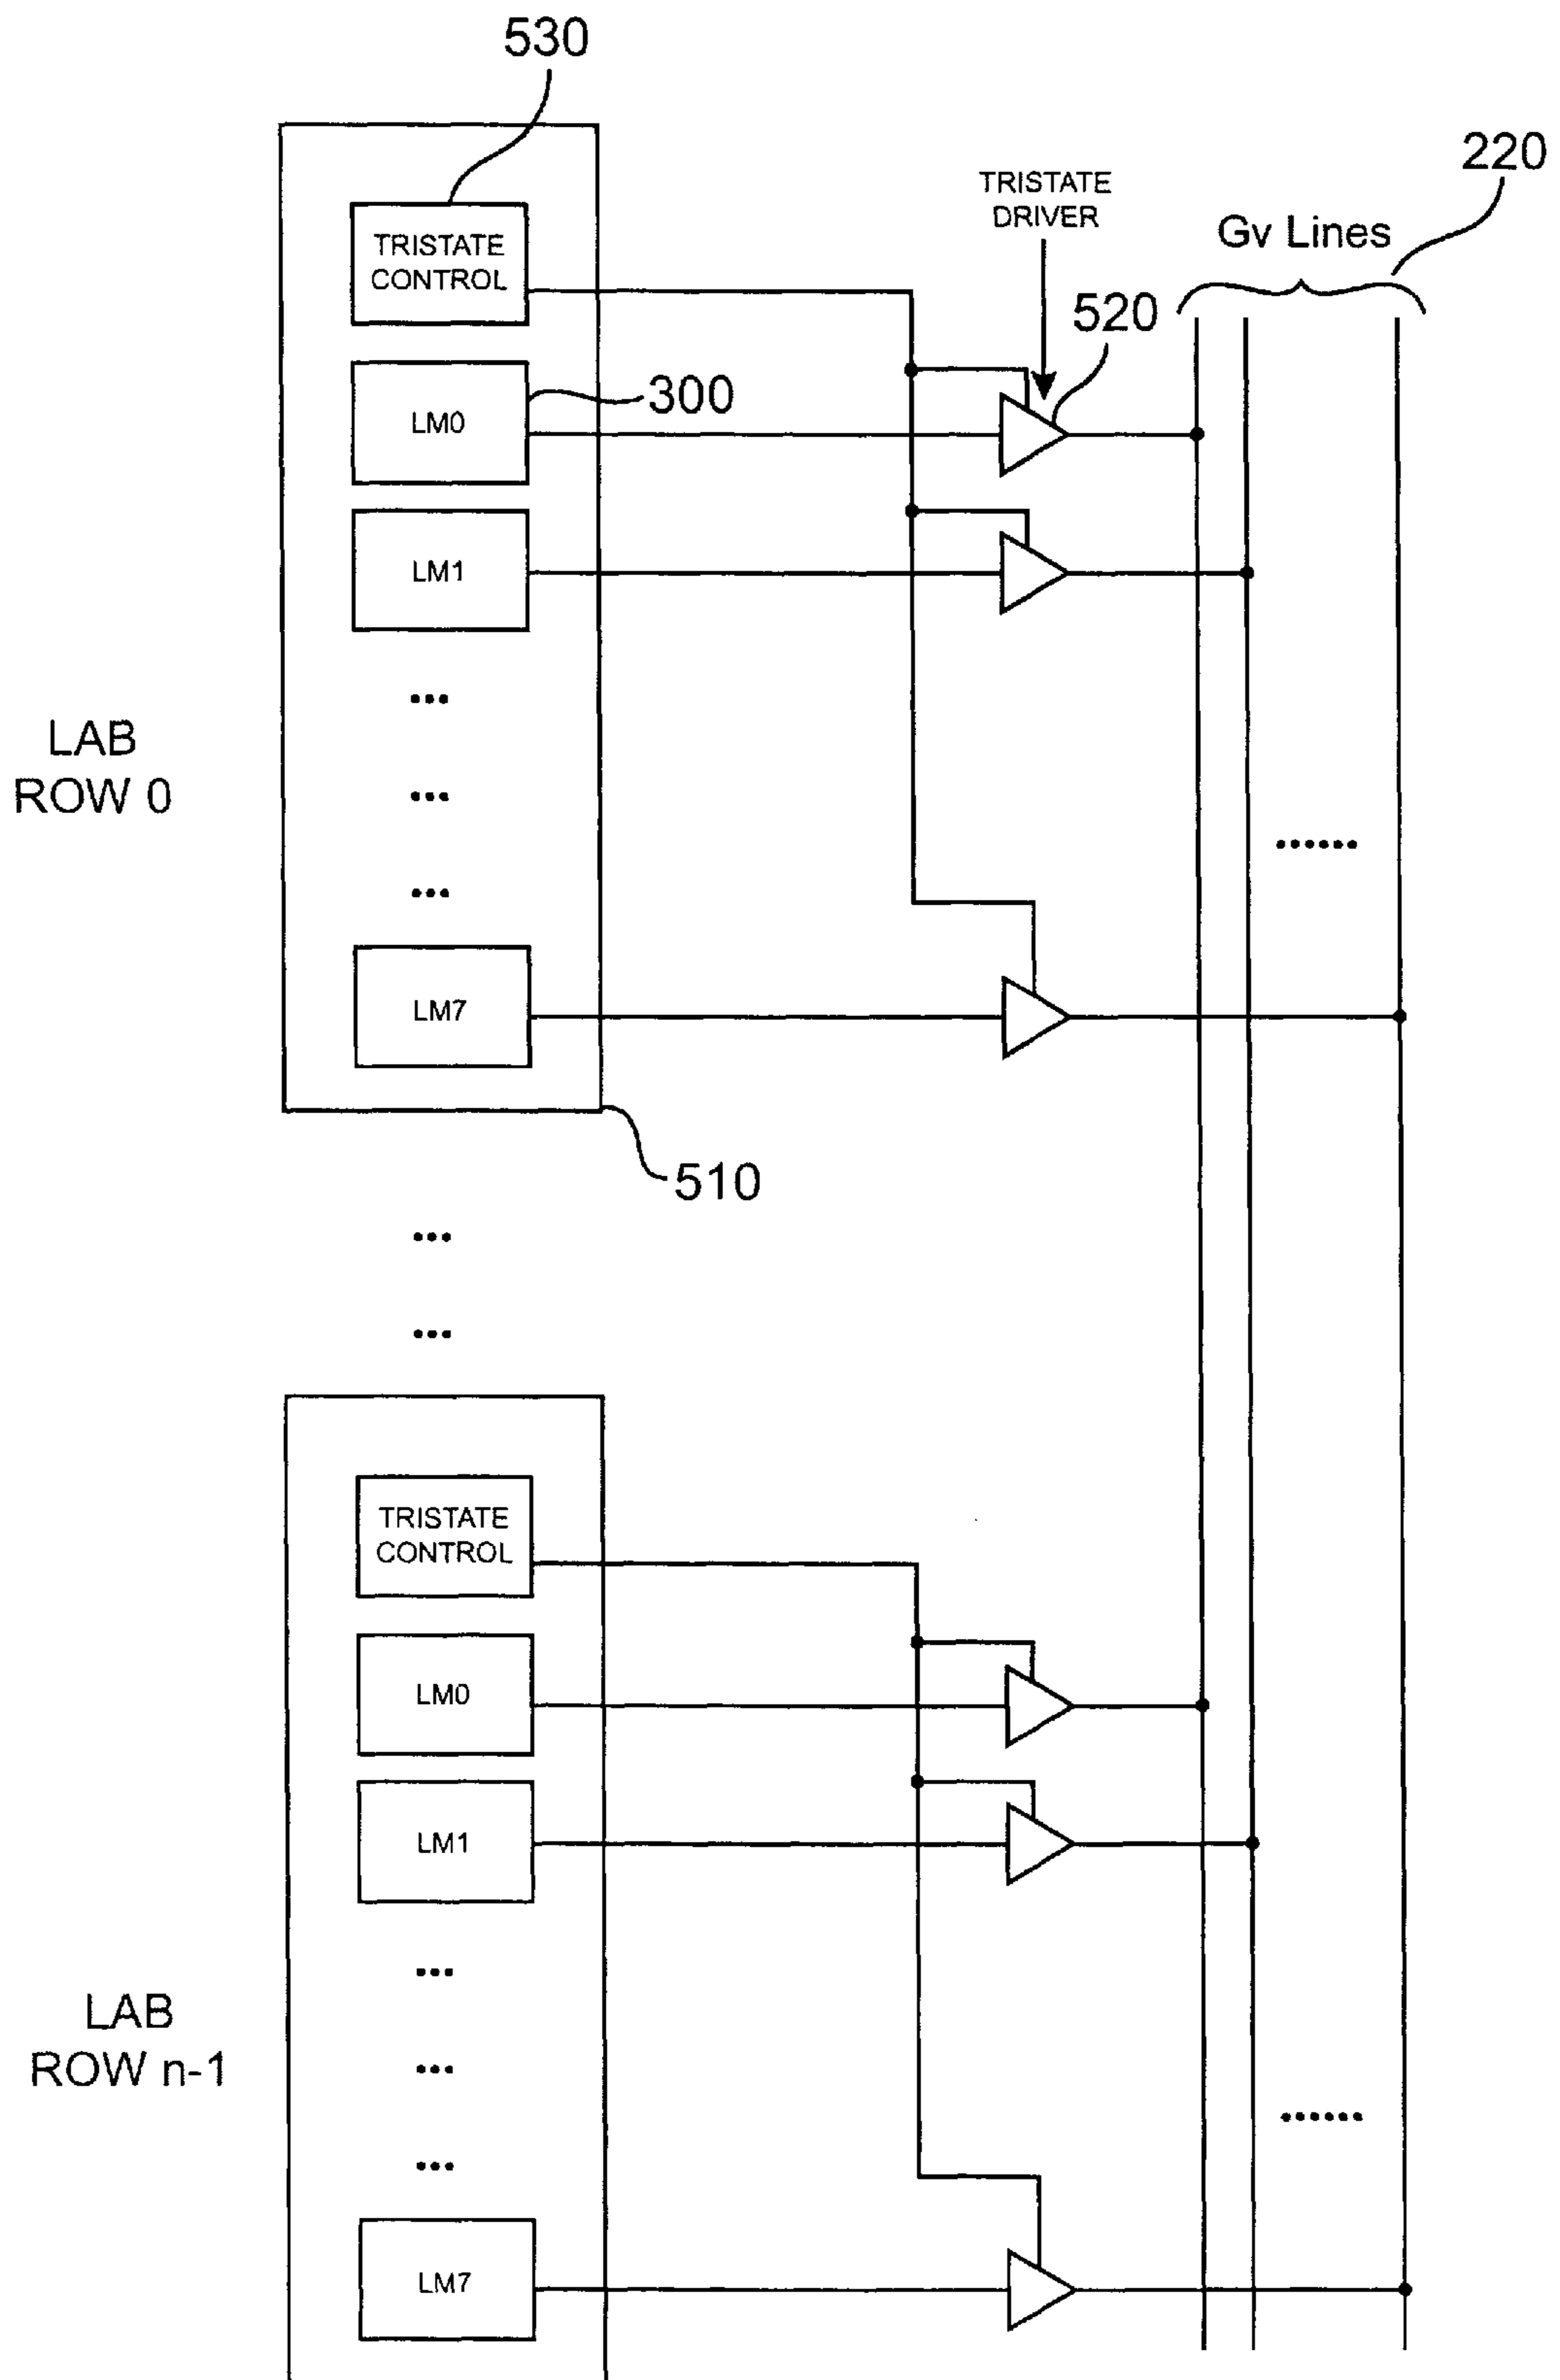 530
220
TRISTATE
DRIVER
Gv Lines
TRISTATE
CONTROL
520
LM0
300
LM1
...
LAB
ROW 0
...
......
...
LM7
510
...
...
TRISTATE
CONTROL
LM0
LM1
...
LAB
ROW n-1
...
......
...
LM7